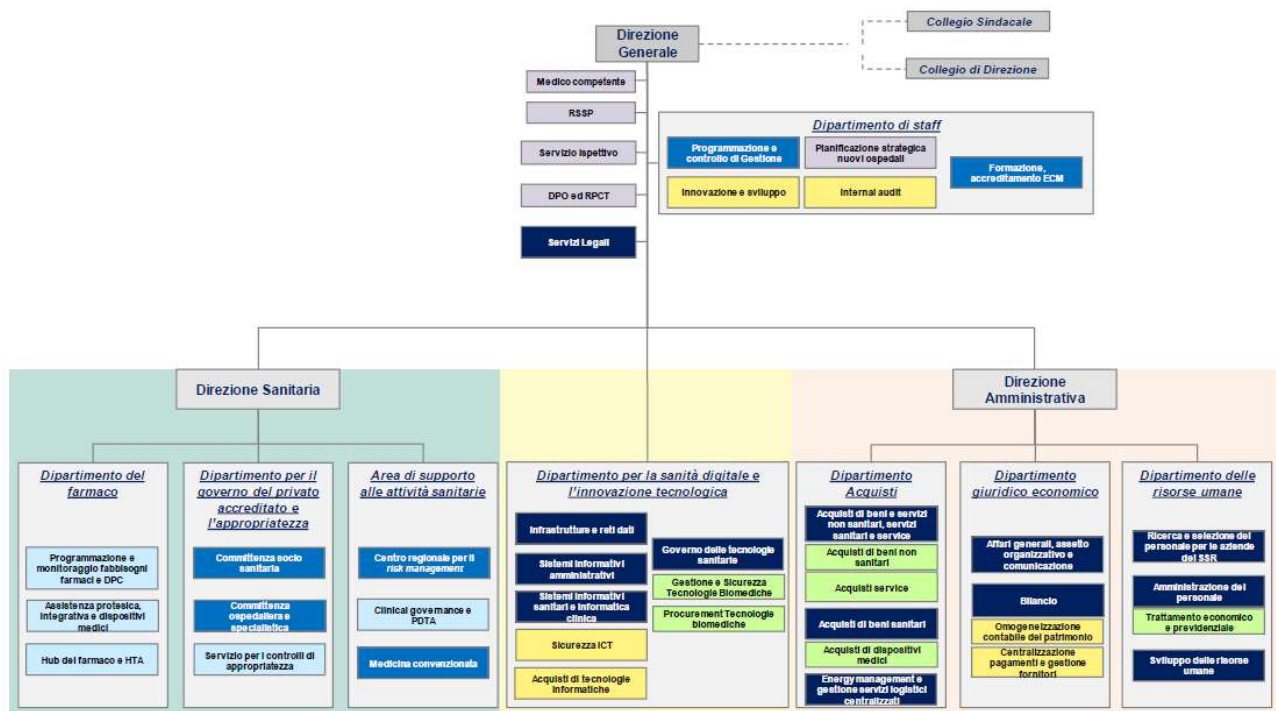 Direzione
Generale
Collegio Sindacale
Collegio di Direzione
Medico competente
RSSP
Servizio Ispettivo
DPO ed RPCT
Servizi Legali
Dipartimento di staff
Programmazione e
controllo di Gestione
Planificazione strategica
nuovi ospedali
Formazione,
accreditamento ECM
Innovazione e sviluppo
Internal audit
Direzione Sanitaria
Direzione
Amministrativa
Dipartimento del
farmaco
Programmazione e
monitoraggio fabbisogni
farmaci e DPC
Assistenza protesica,
integrativa e dispositivi
medici
Hub del farmaco e HTA
Dipartimento per il
governo del privato
accreditato e
l'appropriatezza
Committenza socio
sanitaria
Committenza
ospedaliera e
specialistica
Servizio per i controlli di
appropriatezza
Area di supporto
alle attività sanitarie
Centro regionale per il
risk management
Clinical governance e
PDTA
Medicina convenzionata
Dipartimento per la sanità digitale e
l'innovazione tecnologica
Infrastrutture e reti dati
Sistemi informativi
amministrativi
Sistemi informativi
sanitari e informatica
clinica
Sicurezza ICT
Acquisti di tecnologie
informatiche
Governo delle tecnologie
sanitarie
Gestione e Sicurezza
Tecnologie Biomediche
Procurement Tecnologie
biomediche
Dipartimento
Acquisti
Acquisti di beni e servizi
non sanitari, servizi
sanitari e service
Acquisti di beni non
sanitari
Acquisti service
Acquisti di beni sanitari
Acquisti di dispositivi
medici
Energy management e
gestione servizi logistici
centralizzati
Dipartimento
giuridico economico
Affari generali, assetto
organizzativo e
comunicazione
Bilancio
Omogeneizzazione
contabile del patrimonio
Centralizzazione
pagamenti e gestione
fornitori
Dipartimento delle
risorse umane
Ricerca e selezione del
personale per le aziende
del SSR
Amministrazione del
personale
Trattamento economico
e previdenziale
Sviluppo delle risorse
umane